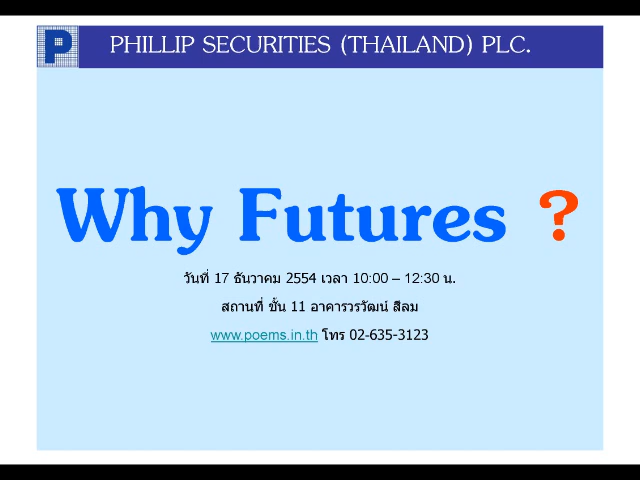 P
PHILLIP SECURITIES (THAILAND) PLC.
Why Futures ?
วันที่ 17 ธันวาคม 2554 เวลา 10:00 – 12:30 น.
สถานที่ ชั้น 11 อาคารวรวัฒน์ สีลม
www.poems.in.th โทร 02-635-3123